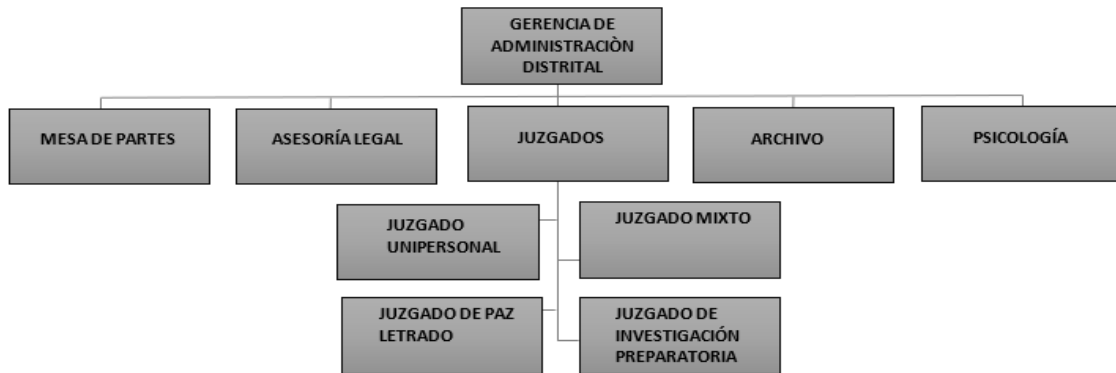 GERENCIA DE
ADMINISTRACIÒN
DISTRITAL
MESA DE PARTES
ASESORÍA LEGAL
JUZGADOS
ARCHIVO
PSICOLOGÍA
JUZGADO
UNIPERSONAL
JUZGADO MIXTO
JUZGADO DE PAZ
LETRADO
JUZGADO DE
INVESTIGACIÓN
PREPARATORIA